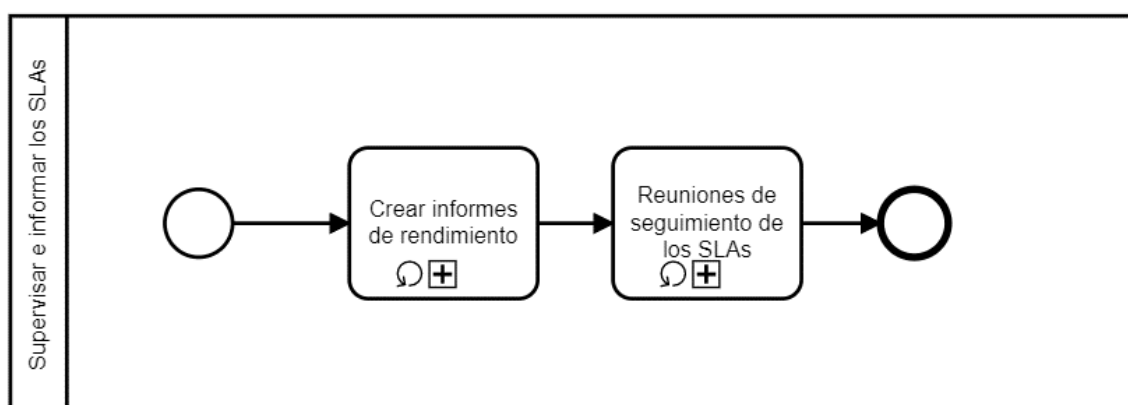 Supervisar e informar los SLAs
Crear informes
de rendimiento
Reuniones de
seguimiento de
los SLAs